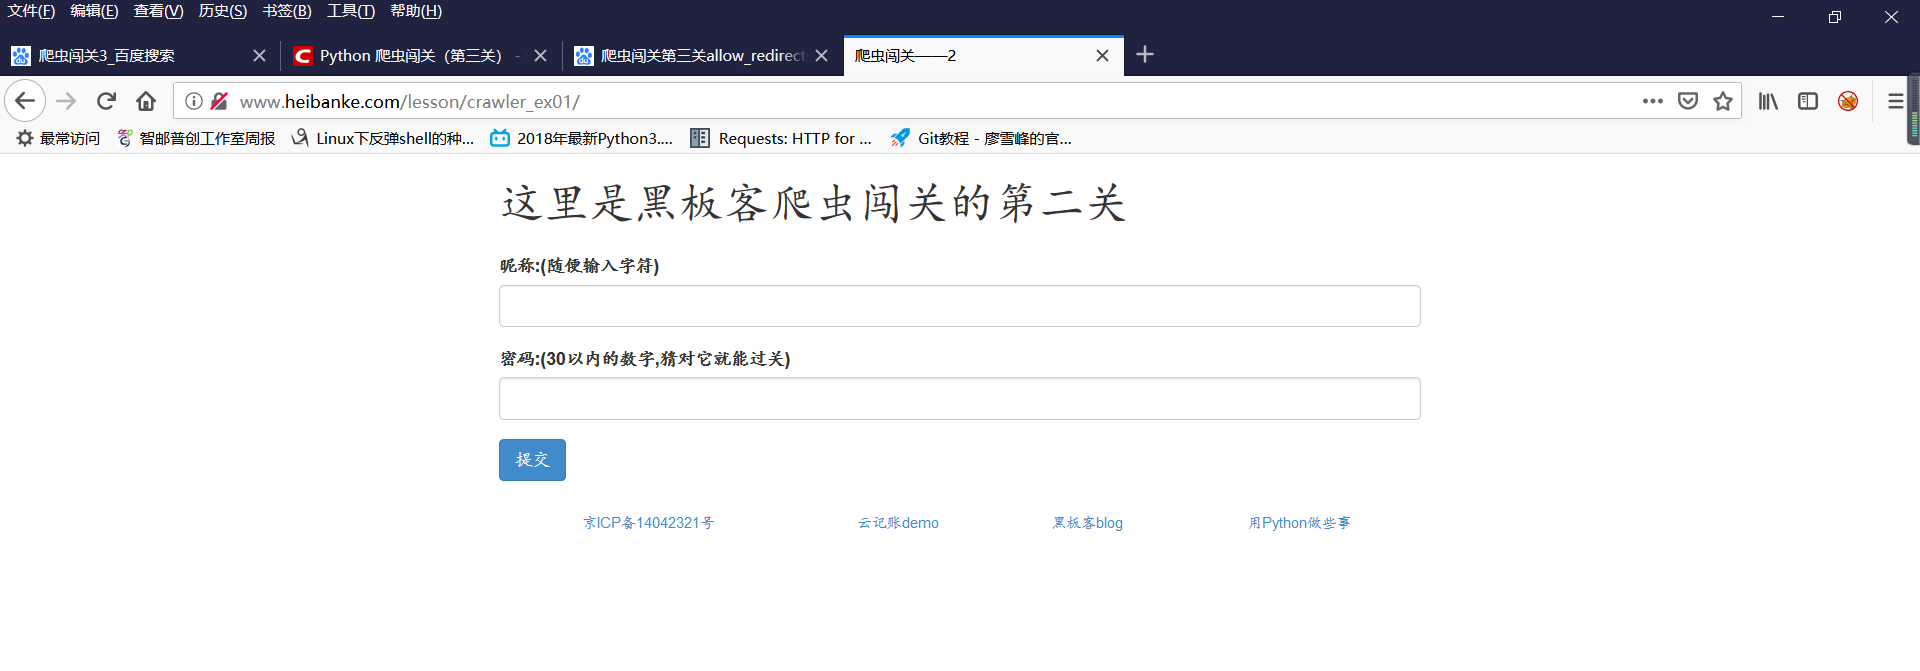 文件(F) 编辑(E) 查看(V) 历史(S) 书签(B) 工具(T) 帮助(H)
爬虫闯关3_百度搜索 Python 爬虫闯关（第三关） - 爬虫闯关第三关allow_redirect 爬虫闯关——2
www.heibanke.com/lesson/crawler_ex01/
最常访问 智邮普创工作室周报 Linux下反弹shell的种... 2018年最新Python3.... Requests: HTTP for ... Git教程 - 廖雪峰的官...
这里是黑板客爬虫闯关的第二关
昵称:(随便输入字符)
密码:(30以内的数字,猜对它就能过关)
提交
京ICP备14042321号 云记账demo 黑板客blog 用Python做些事